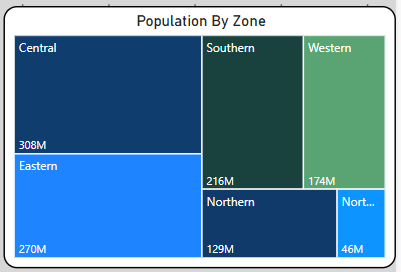 Population By Zone
Central
308M
Southern
216M
Western
174M
Eastern
270M
Northern
129M
Nort...
46M